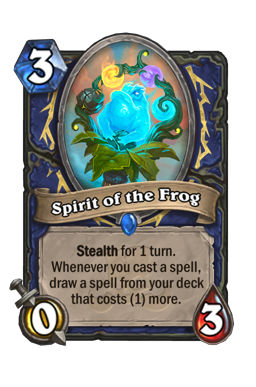 3
Spirit of the Frog
Stealth for 1 turn.
Whenever you cast a spell,
draw a spell from your deck
that costs (1) more.
0
3